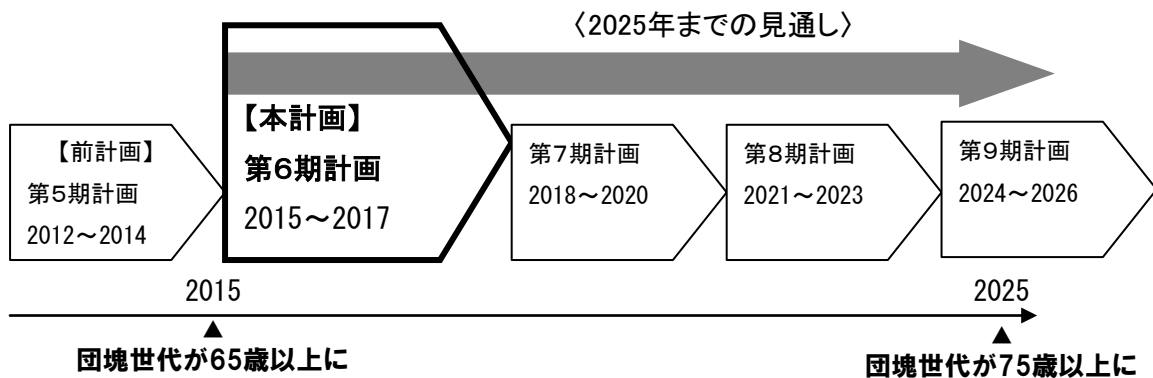 〈2025年までの見通し〉
【前計画】
第5期計画
2012～2014
【本計画】
第6期計画
2015～2017
第7期計画
2018～2020
第8期計画
2021～2023
第9期計画
2024～2026
2015
2025
▲
▲
団塊世代が65歳以上に
団塊世代が75歳以上に